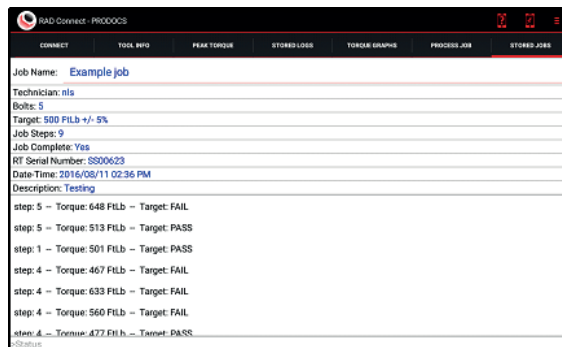 RAD Connect - PRODOCS
CONNECT TOOL INFO PEAK TORQUE STORED LOSS TORQUE GRAPHS PROCESS JOB STORED JOBS
Job Name: Example job
Technician: nls
Bolts: 5
Target: 500 FtLb +/- 5%
Job Steps: 9
Job Complete: Yes
RT Serial Number: SS00623
Date-Time: 2016/08/11 02:36 PM
Description: Testing
step: 5 -- Torque: 648 FtLb -- Target: FAIL
step: 5 -- Torque: 513 FtLb -- Target: PASS
step: 1 -- Torque: 501 FtLb -- Target: PASS
step: 4 -- Torque: 467 FtLb -- Target: FAIL
step: 4 -- Torque: 633 FtLb -- Target: FAIL
step: 4 -- Torque: 560 FtLb -- Target: FAIL
step: 4 -- Torque: 477 FtLb -- Target: PASS
>Status